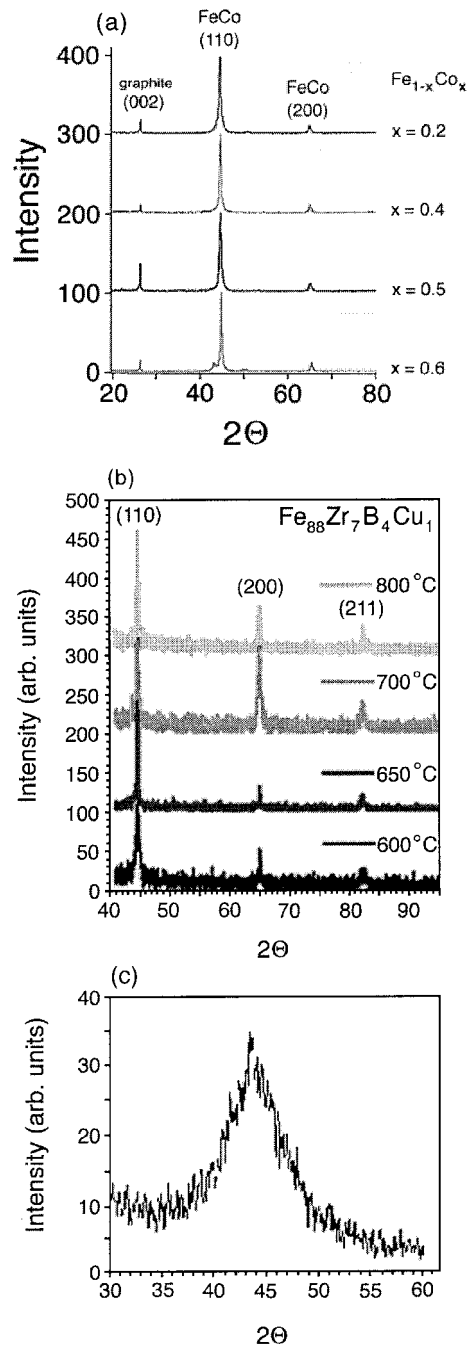 (a)
FeCo
(110)
graphite
(002)
FeCo
(200)
Fe1-xCox
x = 0.2
x = 0.4
x = 0.5
x = 0.6
Intensity
400
300
200
100
0
20 40 60 80
2Θ
(b)
(110)
Fe88Zr7B4Cu1
(200)
(211)
800°C
700°C
650°C
600°C
Intensity (arb. units)
500
450
400
350
300
250
200
150
100
50
0
40 50 60 65 70 80 90
2Θ
(c)
Intensity (arb. units)
40
30
20
10
0
30 35 40 45 50 55 60
2Θ